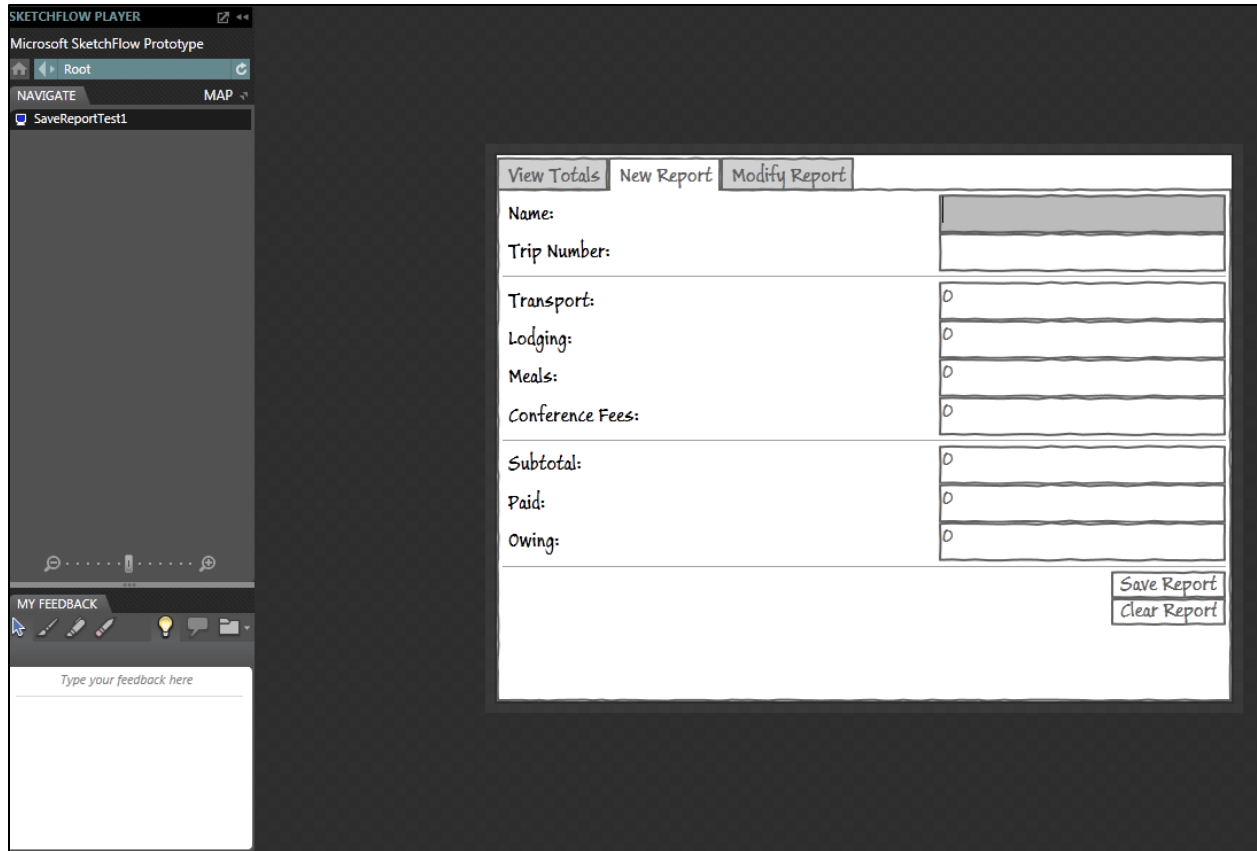 SKETCHFLOW PLAYER
Microsoft SketchFlow Prototype
Root
NAVIGATE MAP
SaveReportTest1
MY FEEDBACK
Type your feedback here
View Totals New Report Modify Report
Name:
Trip Number:
Transport: 0
Lodging: 0
Meals: 0
Conference Fees: 0
Subtotal: 0
Paid: 0
Owing: 0
Save Report
Clear Report